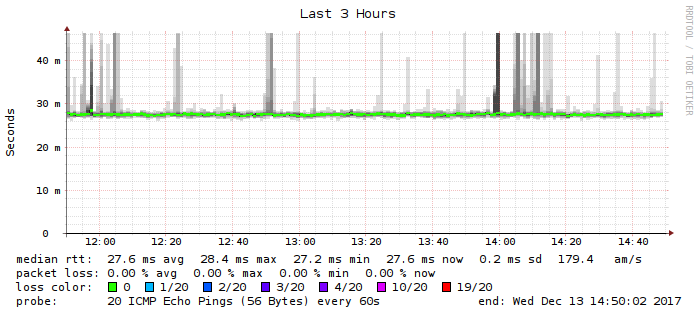 Last 3 Hours
RRDTOOL / TOBI OETIKER
Seconds
40 m
30 m
20 m
10 m
0
12:00 12:20 12:40 13:00 13:20 13:40 14:00 14:20 14:40
median rtt: 27.6 ms avg 28.4 ms max 27.2 ms min 27.6 ms now 0.2 ms sd 179.4 am/s
packet loss: 0.00 % avg 0.00 % max 0.00 % min 0.00 % now
loss color: 0 1/20 2/20 3/20 4/20 10/20 19/20
probe: 20 ICMP Echo Pings (56 Bytes) every 60s end: Wed Dec 13 14:50:02 2017